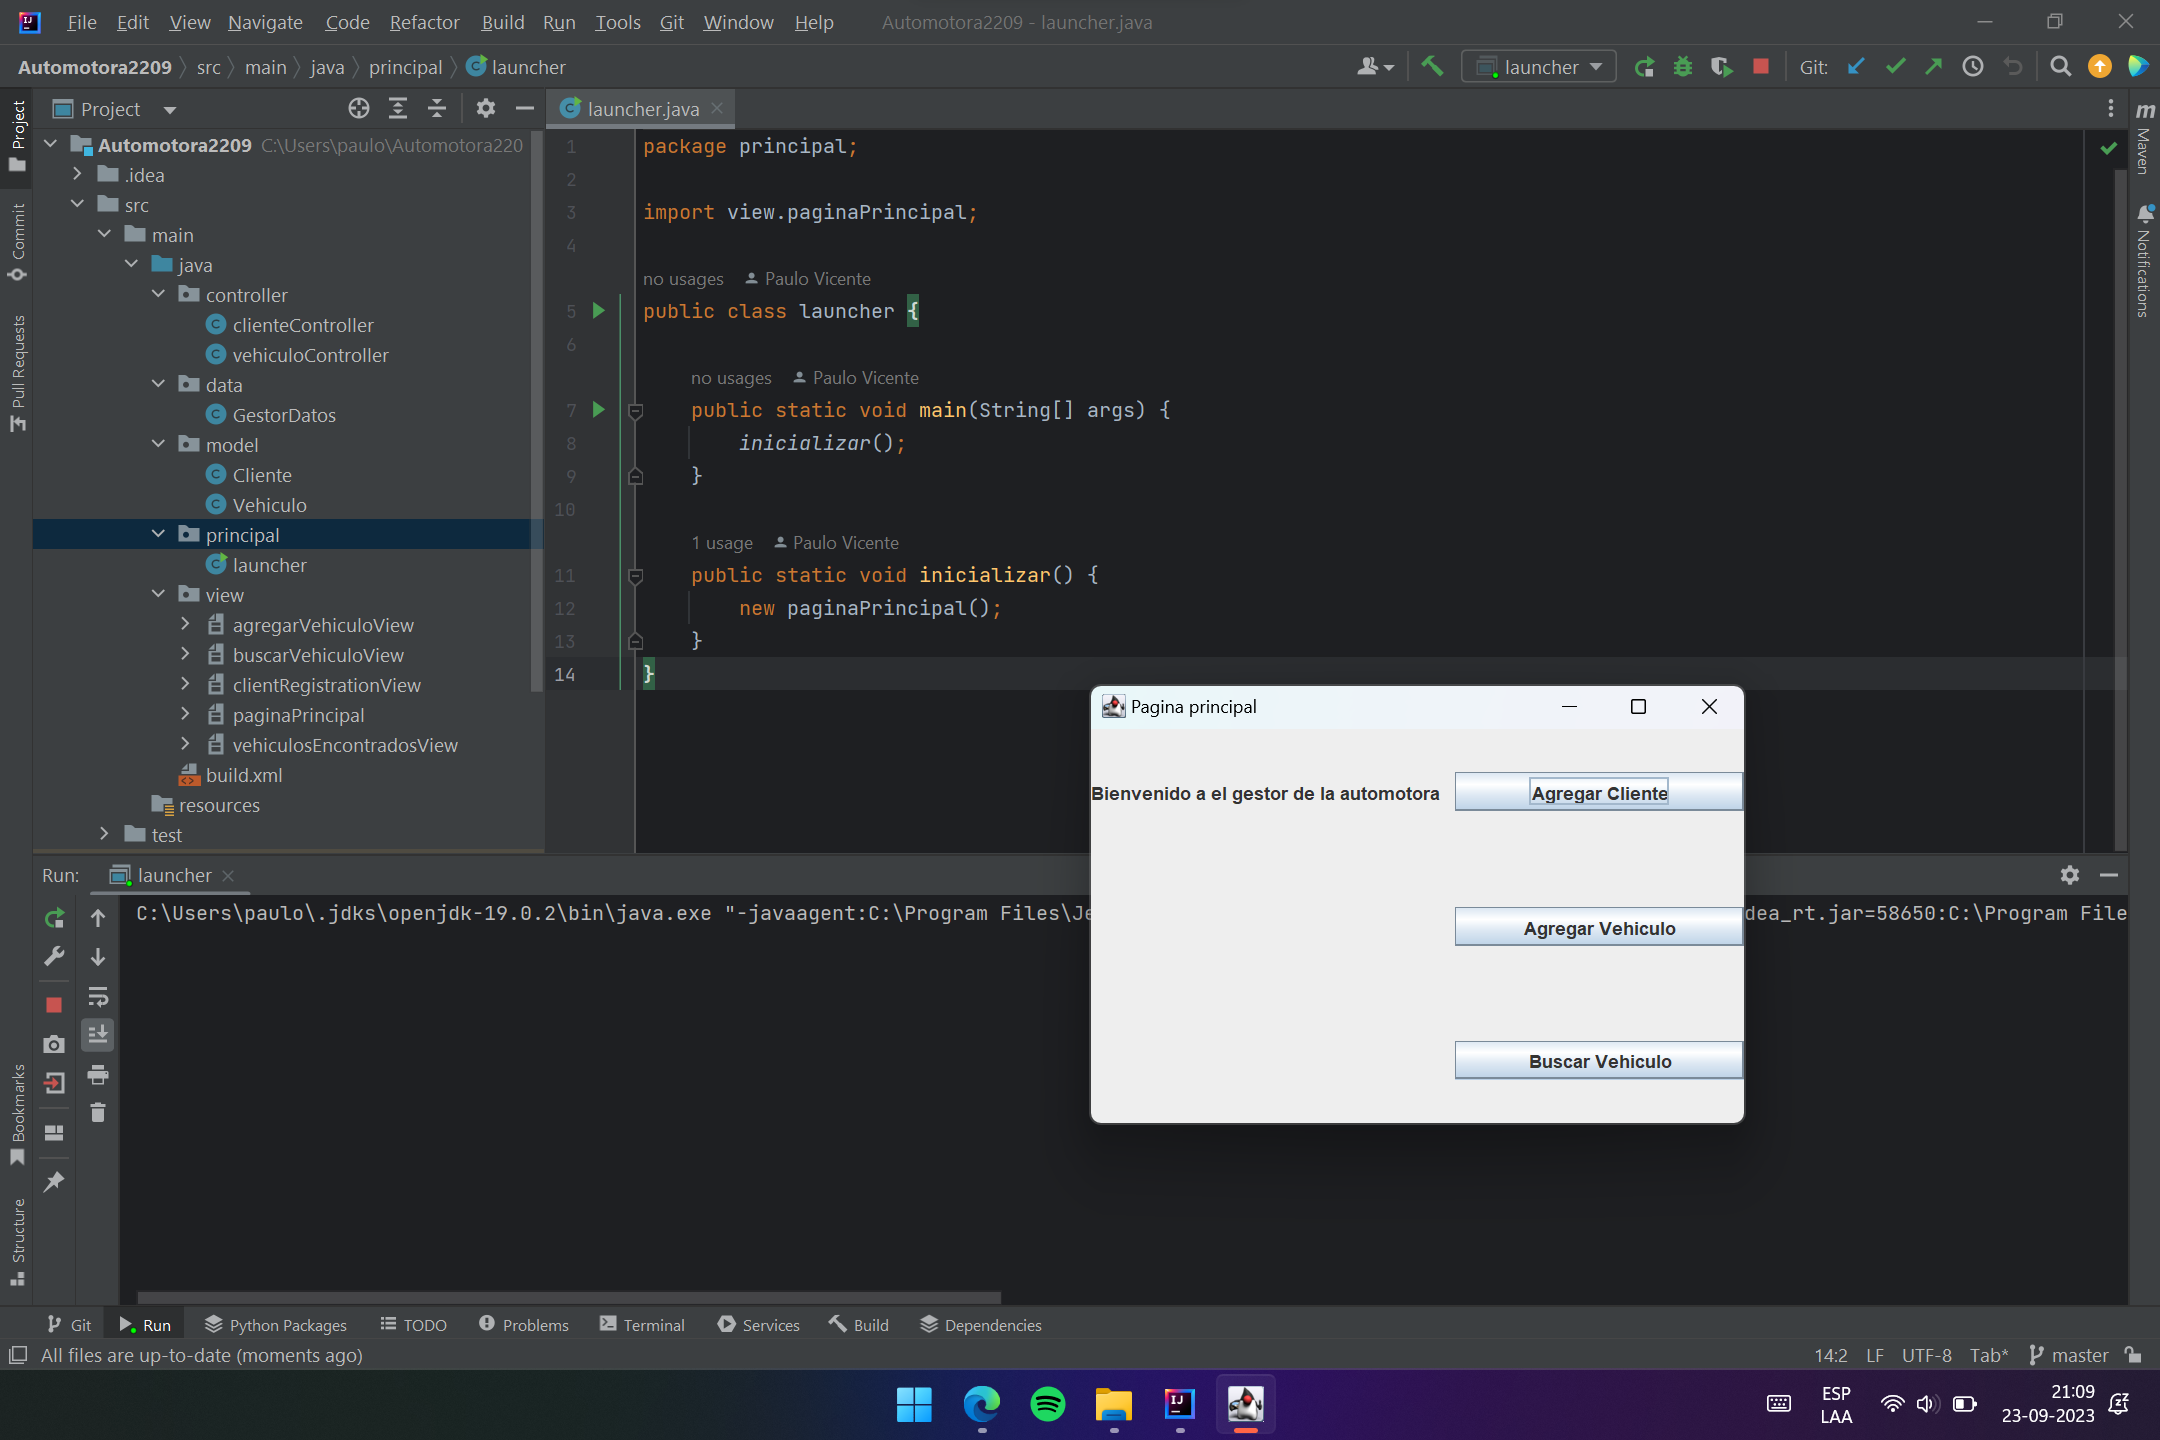 File Edit View Navigate Code Refactor Build Run Tools Git Window Help Automotora2209 - launcher.java
Automotora2209 src main java principal launcher
launcher
Git:
Project
launcher.java
Automotora2209 C:\Users\paulo\Automotora220
.idea
src
main
java
controller
clienteController
vehiculoController
data
GestorDatos
model
Cliente
Vehiculo
principal
launcher
view
agregarVehiculoView
buscarVehiculoView
clientRegistrationView
paginaPrincipal
vehiculosEncontradosView
build.xml
resources
test
1 package principal;
2
3 import view.paginaPrincipal;
4
no usages Paulo Vicente
5 public class launcher {
6
no usages Paulo Vicente
7 public static void main(String[] args) {
8 inicializar();
9 }
10
1 usage Paulo Vicente
11 public static void inicializar() {
12 new paginaPrincipal();
13 }
14 }
Project
Commit
Pull Requests
Bookmarks
Structure
m
Maven
Notifications
Pagina principal
Bienvenido a el gestor de la automotora
Agregar Cliente
Agregar Vehiculo
Buscar Vehiculo
Run: launcher
C:\Users\paulo\.jdks\openjdk-19.0.2\bin\java.exe "-javaagent:C:\Program Files\Je
dea_rt.jar=58650:C:\Program File
Git Run Python Packages TODO Problems Terminal Services Build Dependencies
All files are up-to-date (moments ago)
14:2 LF UTF-8 Tab* master
ESP
LAA
21:09
23-09-2023